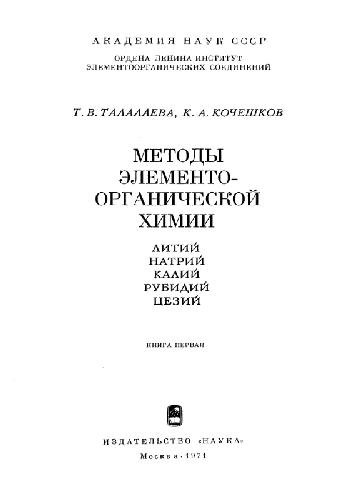 АКАДЕМИЯ НАУК СССР
ОРДЕНА ЛЕНИНА ИНСТИТУТ
ЭЛЕМЕНТООРГАНИЧЕСКИХ СОЕДИНЕНИЙ
Т. В. ТАЛАЛАЕВА, К. А. КОЧЕШКОВ
МЕТОДЫ
ЭЛЕМЕНТО-
ОРГАНИЧЕСКОЙ
ХИМИИ
ЛИТИЙ
НАТРИЙ
КАЛИЙ
РУБИДИЙ
ЦЕЗИЙ
КНИГА ПЕРВАЯ
ИЗДАТЕЛЬСТВО «НАУКА»
Москва · 1971